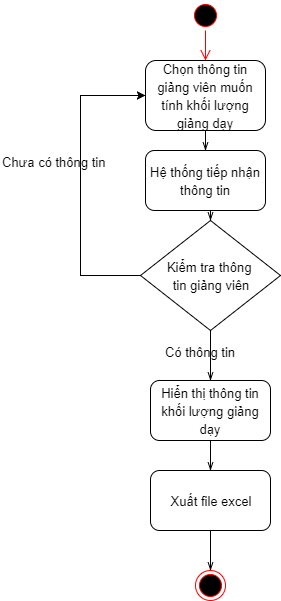 Chọn thông tin
giảng viên muốn
tính khối lượng
giảng dạy
Chưa có thông tin
Hệ thống tiếp nhận
thông tin
Kiểm tra thông
tin giảng viên
Có thông tin
Hiển thị thông tin
khối lượng giảng
dạy
Xuất file excel